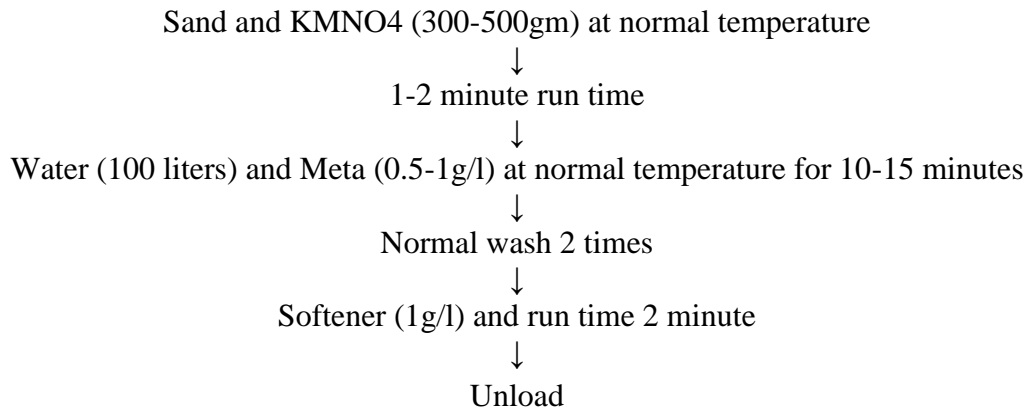 Sand and KMNO4 (300-500gm) at normal temperature
↓
1-2 minute run time
↓
Water (100 liters) and Meta (0.5-1g/l) at normal temperature for 10-15 minutes
↓
Normal wash 2 times
↓
Softener (1g/l) and run time 2 minute
↓
Unload